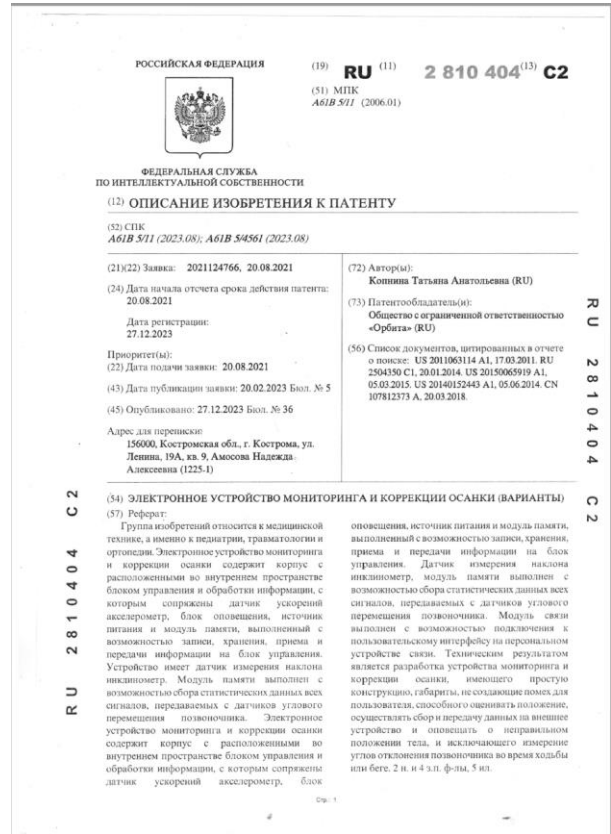 РОССИЙСКАЯ ФЕДЕРАЦИЯ
(19) RU (11) 2 810 404 (13) C2
(51) МПК
A61B 5/11 (2006.01)
ФЕДЕРАЛЬНАЯ СЛУЖБА
ПО ИНТЕЛЛЕКТУАЛЬНОЙ СОБСТВЕННОСТИ
(12) ОПИСАНИЕ ИЗОБРЕТЕНИЯ К ПАТЕНТУ
(52) СПК
A61B 5/11 (2023.08); A61B 5/4561 (2023.08)
(21)(22) Заявка: 2021124766, 20.08.2021
(24) Дата начала отсчета срока действия патента:
20.08.2021
Дата регистрации:
27.12.2023
Приоритет(ы):
(22) Дата подачи заявки: 20.08.2021
(43) Дата публикации заявки: 20.02.2023 Бюл. № 5
(45) Опубликовано: 27.12.2023 Бюл. № 36
Адрес для переписки:
156000, Костромская обл., г. Кострома, ул.
Ленина, 19А, кв. 9, Амосова Надежда
Алексеевна (1225-1)
(72) Автор(ы):
Копнина Татьяна Анатольевна (RU)
(73) Патентообладатель(и):
Общество с ограниченной ответственностью
«Орбита» (RU)
(56) Список документов, цитированных в отчете
о поиске: US 2011063114 A1, 17.03.2011. RU
2504350 C1, 20.01.2014. US 20150065919 A1,
05.03.2015. US 20140152443 A1, 05.06.2014. CN
107812373 A, 20.03.2018.
RU 2810404 C2
RU 2810404 C2
(54) ЭЛЕКТРОННОЕ УСТРОЙСТВО МОНИТОРИНГА И КОРРЕКЦИИ ОСАНКИ (ВАРИАНТЫ)
(57) Реферат:
Группа изобретений относится к медицинской
технике, а именно к педиатрии, травматологии и
ортопедии. Электронное устройство мониторинга
и коррекции осанки содержит корпус с
расположенными во внутреннем пространстве
блоком управления и обработки информации, с
которым сопряжены датчик ускорений
акселерометр, блок оповещения, источник
питания и модуль памяти, выполненный с
возможностью записи, хранения, приема и
передачи информации на блок управления.
Устройство имеет датчик измерения наклона
инклинометр. Модуль памяти выполнен с
возможностью сбора статистических данных всех
сигналов, передаваемых с датчиков углового
перемещения позвоночника. Электронное
устройство мониторинга и коррекции осанки
содержит корпус с расположенными во
внутреннем пространстве блоком управления и
обработки информации, с которым сопряжены
датчик ускорений акселерометр, блок
оповещения, источник питания и модуль памяти,
выполненный с возможностью записи, хранения,
приема и передачи информации на блок
управления. Датчик измерения наклона
инклинометр, модуль памяти выполнен с
возможностью сбора статистических данных всех
сигналов, передаваемых с датчиков углового
перемещения позвоночника. Модуль связи
выполнен с возможностью подключения к
пользовательскому интерфейсу на персональном
устройстве связи. Техническим результатом
является разработка устройства мониторинга и
коррекции осанки, имеющего простую
конструкцию, габариты, не создающие помех для
пользователя, способного оценивать положение,
осуществлять сбор и передачу данных на внешнее
устройство и оповещать о неправильном
положении тела, и исключающего измерение
углов отклонения позвоночника во время ходьбы
или беге. 2 н. и 4 з.п. ф-лы, 5 ил.
Стр.: 1